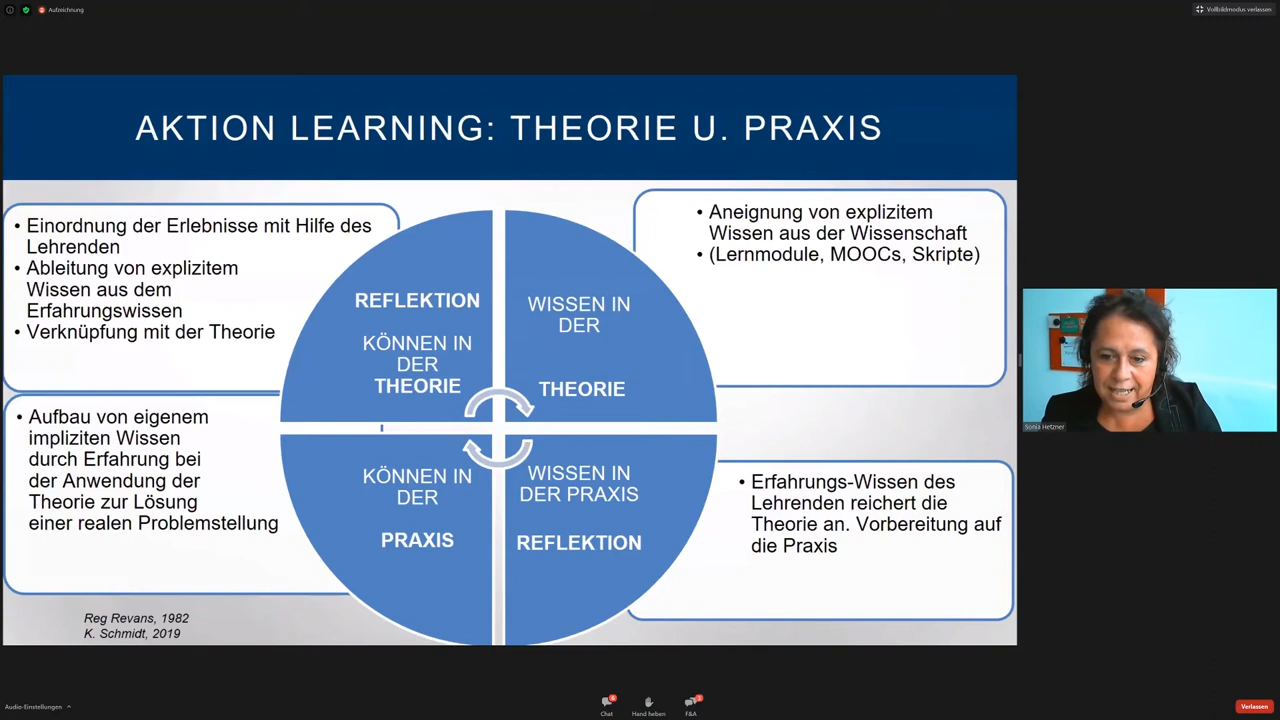 Aufzeichnung
Vollbildmodus verlassen
AKTION LEARNING: THEORIE U. PRAXIS
• Einordnung der Erlebnisse mit Hilfe des
Lehrenden
• Ableitung von explizitem
Wissen aus dem
Erfahrungswissen
• Verknüpfung mit der Theorie
REFLEKTION
KÖNNEN IN
DER
THEORIE
WISSEN IN
DER
THEORIE
• Aneignung von explizitem
Wissen aus der Wissenschaft
• (Lernmodule, MOOCs, Skripte)
• Aufbau von eigenem
impliziten Wissen
durch Erfahrung bei
der Anwendung der
Theorie zur Lösung
einer realen Problemstellung
KÖNNEN IN
DER
PRAXIS
WISSEN IN
DER PRAXIS
REFLEKTION
• Erfahrungs-Wissen des
Lehrenden reichert die
Theorie an. Vorbereitung auf
die Praxis
Reg Revans, 1982
K. Schmidt, 2019
Sonia Hetzner
Audio-Einstellungen
Chat
Hand heben
F&A
Verlassen